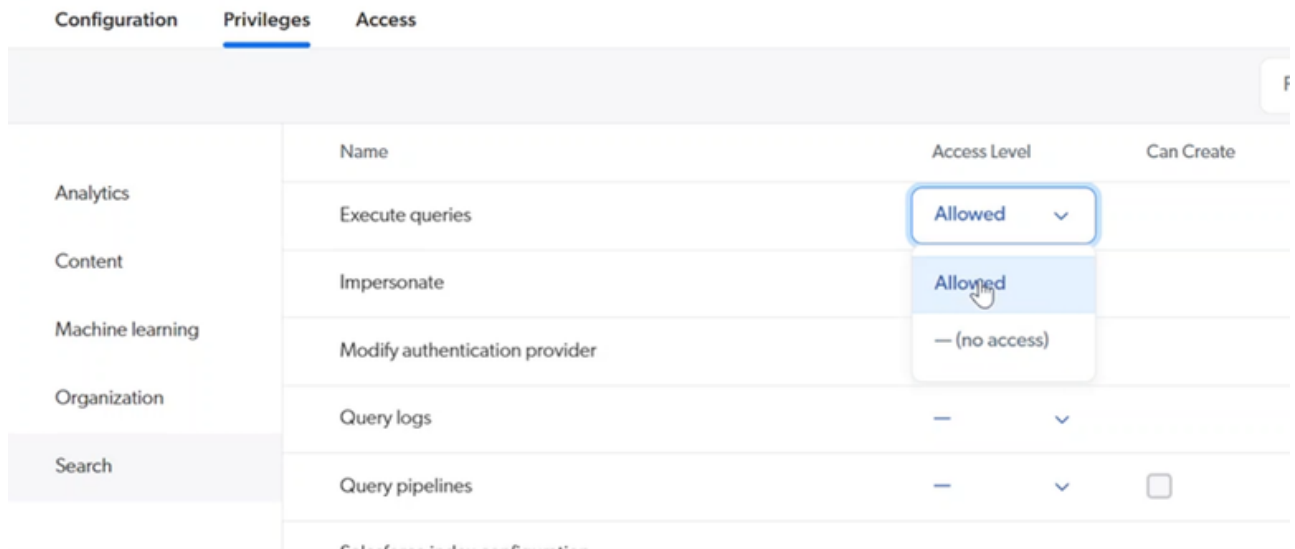 Configuration Privileges Access
Name Access Level Can Create
Analytics
Content
Machine learning
Organization
Search
Execute queries Allowed
Impersonate Allowed
— (no access)
Modify authentication provider
Query logs —
Query pipelines —